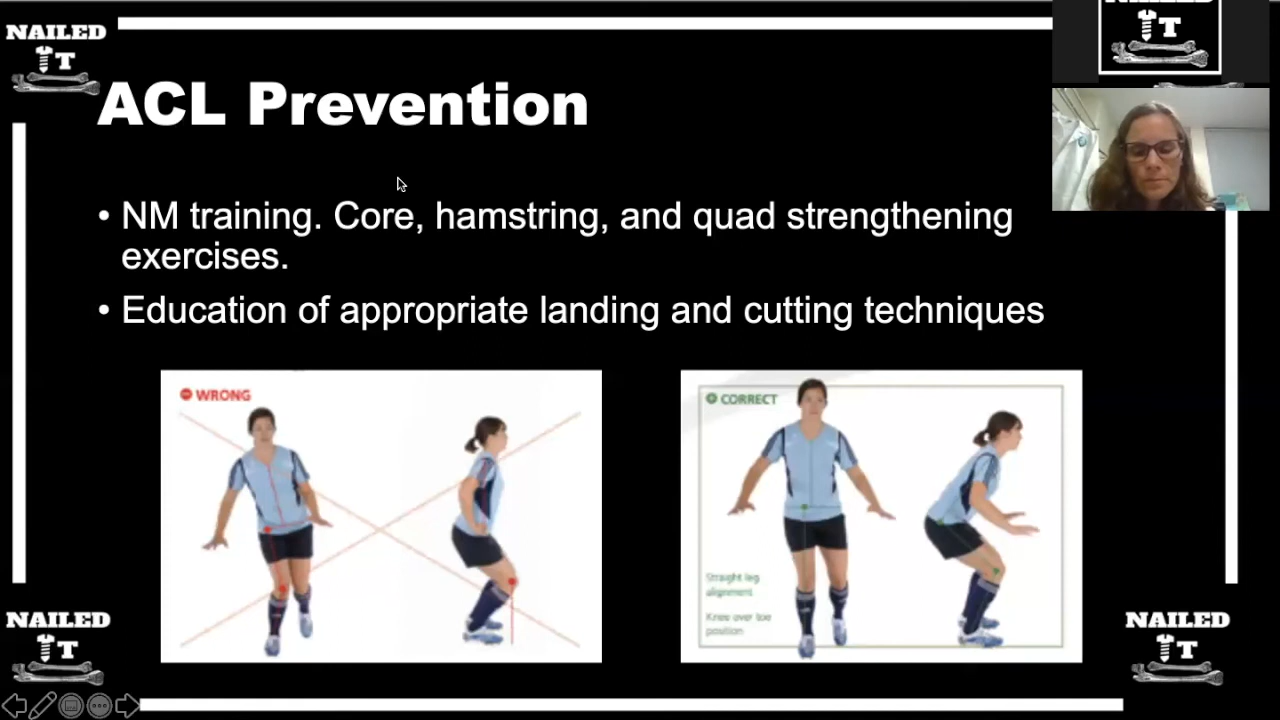 NAILED
IT
IT
ACL Prevention
• NM training. Core, hamstring, and quad strengthening
exercises.
• Education of appropriate landing and cutting techniques
WRONG
CORRECT
Straight leg
alignment
Knee over toe
position
NAILED
IT
NAILED
IT